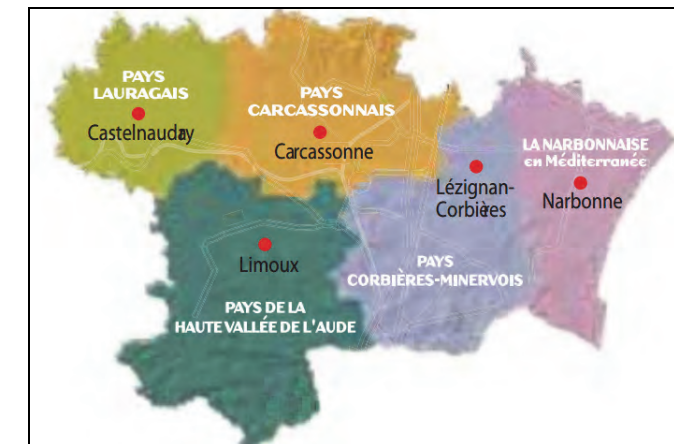 PAYS
LAURAGAIS
Castelnaudary
PAYS
CARCASSONNAIS
Carcassonne
LA NARBONNAISE
en Méditerranée
Lézignan-
Corbières
Narbonne
Limoux
PAYS
CORBIÈRES-MINERVOIS
PAYS DE LA
HAUTE VALLÉE DE L'AUDE